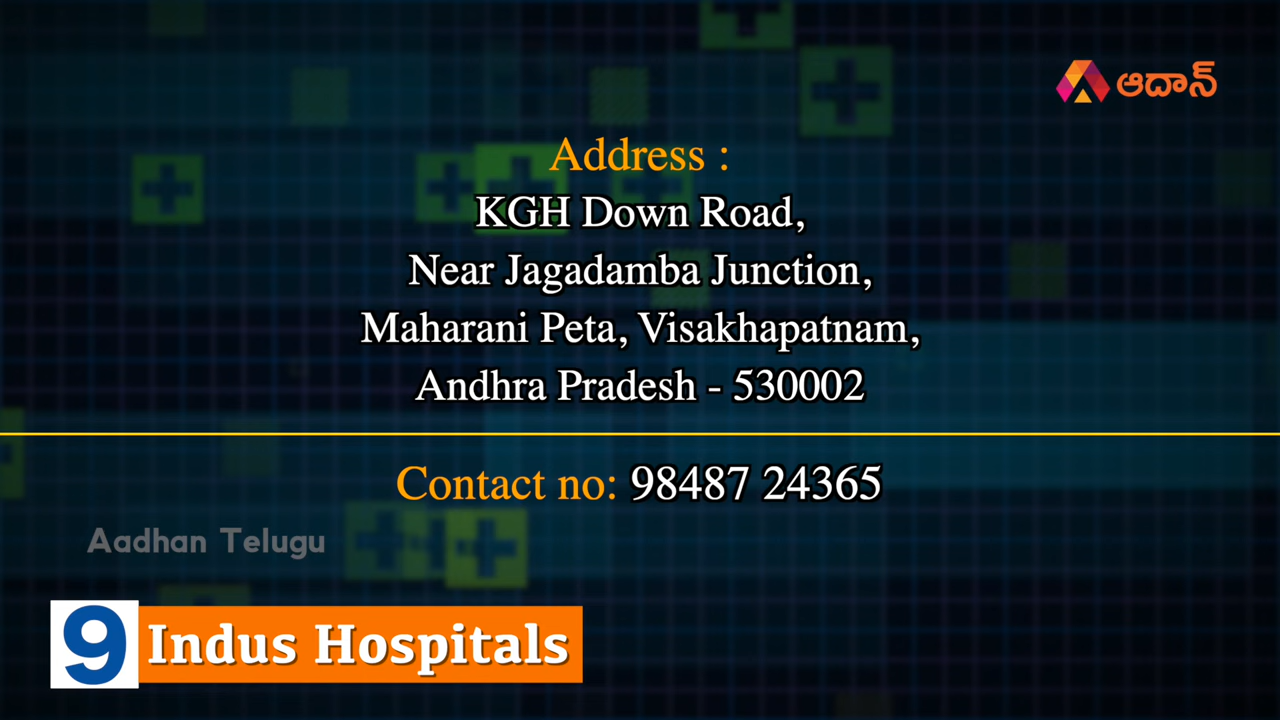 ఆదాన్
Address :
KGH Down Road,
Near Jagadamba Junction,
Maharani Peta, Visakhapatnam,
Andhra Pradesh - 530002
Contact no: 98487 24365
Aadhan Telugu
9 Indus Hospitals